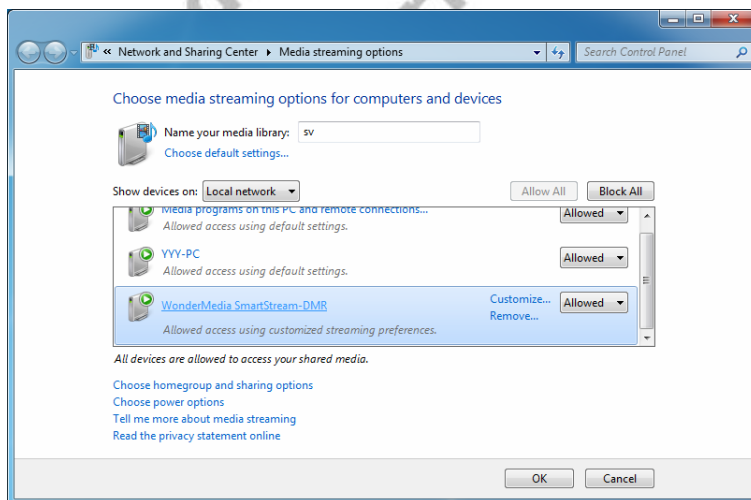 « Network and Sharing Center ▸ Media streaming options Search Control Panel
Choose media streaming options for computers and devices
Name your media library: sv
Choose default settings...
Show devices on: Local network Allow All Block All
Media programs on this PC and remote connections... Allowed
Allowed access using default settings.
YYY-PC Allowed
Allowed access using default settings.
WonderMedia SmartStream-DMR Customize... Allowed
Remove...
Allowed access using customized streaming preferences.
All devices are allowed to access your shared media.
Choose homegroup and sharing options
Choose power options
Tell me more about media streaming
Read the privacy statement online
OK Cancel